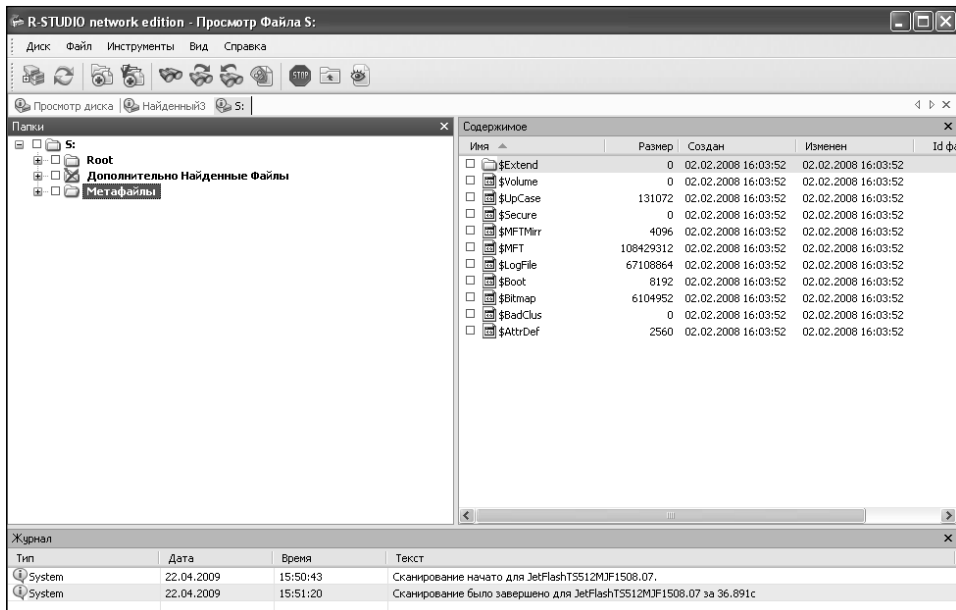 R-STUDIO network edition - Просмотр Файла S:
Диск Файл Инструменты Вид Справка
STOP
Просмотр диска Найденный3 S:
Папки
S:
Root
Дополнительно Найденные Файлы
Метафайлы
Содержимое
Имя Размер Создан Изменен Id фа
$Extend 0 02.02.2008 16:03:52 02.02.2008 16:03:52
$Volume 0 02.02.2008 16:03:52 02.02.2008 16:03:52
$UpCase 131072 02.02.2008 16:03:52 02.02.2008 16:03:52
$Secure 0 02.02.2008 16:03:52 02.02.2008 16:03:52
$MFTMirr 4096 02.02.2008 16:03:52 02.02.2008 16:03:52
$MFT 108429312 02.02.2008 16:03:52 02.02.2008 16:03:52
$LogFile 67108864 02.02.2008 16:03:52 02.02.2008 16:03:52
$Boot 8192 02.02.2008 16:03:52 02.02.2008 16:03:52
$Bitmap 6104952 02.02.2008 16:03:52 02.02.2008 16:03:52
$BadClus 0 02.02.2008 16:03:52 02.02.2008 16:03:52
$AttrDef 2560 02.02.2008 16:03:52 02.02.2008 16:03:52
Журнал
Тип Дата Время Текст
System 22.04.2009 15:50:43 Сканирование начато для JetFlashTS512MJF1508.07.
System 22.04.2009 15:51:20 Сканирование было завершено для JetFlashTS512MJF1508.07 за 36.891с